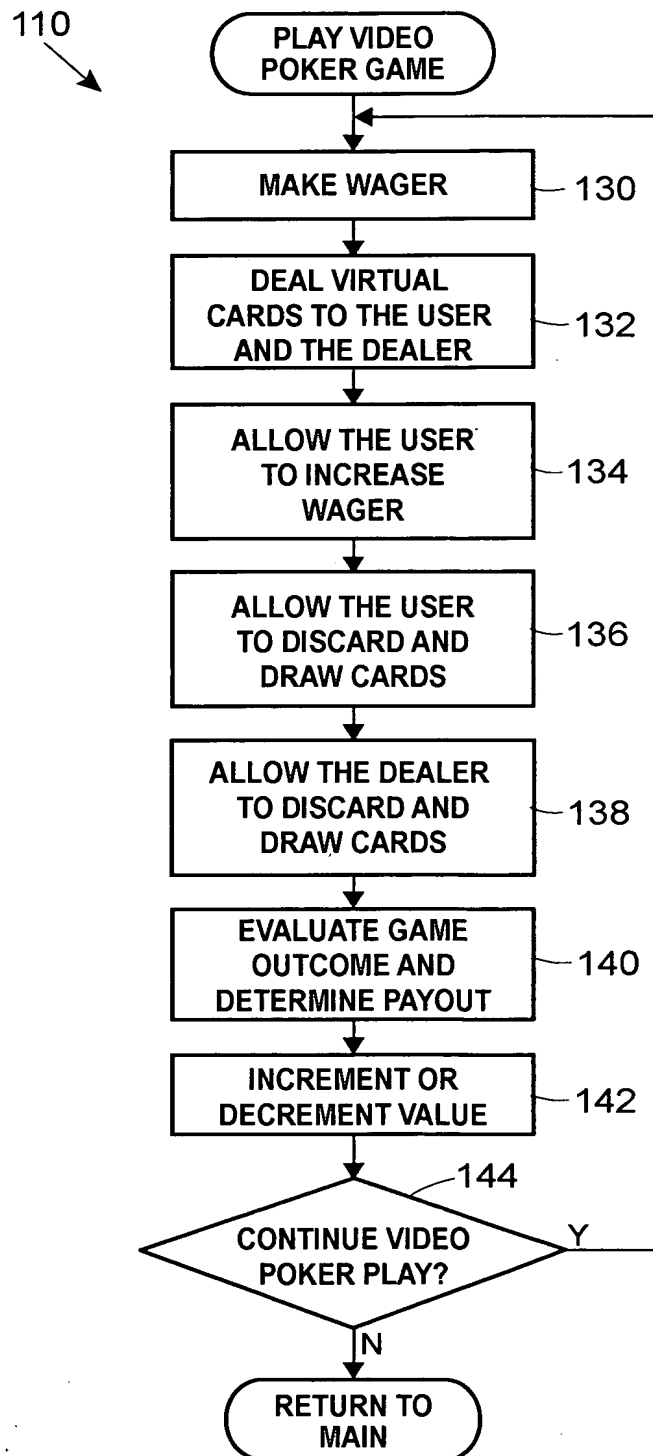 110
PLAY VIDEO
POKER GAME
MAKE WAGER
130
DEAL VIRTUAL
CARDS TO THE USER
AND THE DEALER
132
ALLOW THE USER
TO INCREASE
WAGER
134
ALLOW THE USER
TO DISCARD AND
DRAW CARDS
136
ALLOW THE DEALER
TO DISCARD AND
DRAW CARDS
138
EVALUATE GAME
OUTCOME AND
DETERMINE PAYOUT
140
INCREMENT OR
DECREMENT VALUE
142
144
CONTINUE VIDEO
POKER PLAY?
Y
N
RETURN TO
MAIN